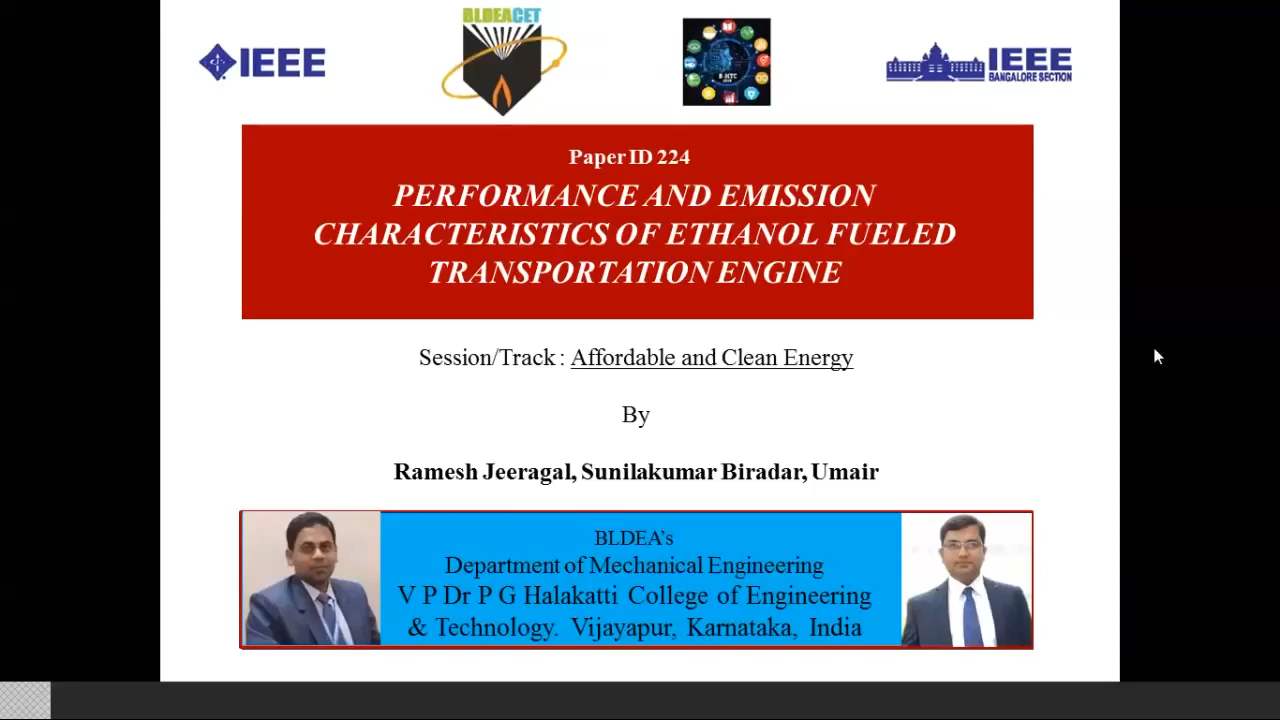 IEEE
BLDEACET
IEEE
BANGALORE SECTION
Paper ID 224
PERFORMANCE AND EMISSION
CHARACTERISTICS OF ETHANOL FUELED
TRANSPORTATION ENGINE
Session/Track : Affordable and Clean Energy
By
Ramesh Jeeragal, Sunilakumar Biradar, Umair
BLDEA's
Department of Mechanical Engineering
V P Dr P G Halakatti College of Engineering
& Technology. Vijayapur, Karnataka, India